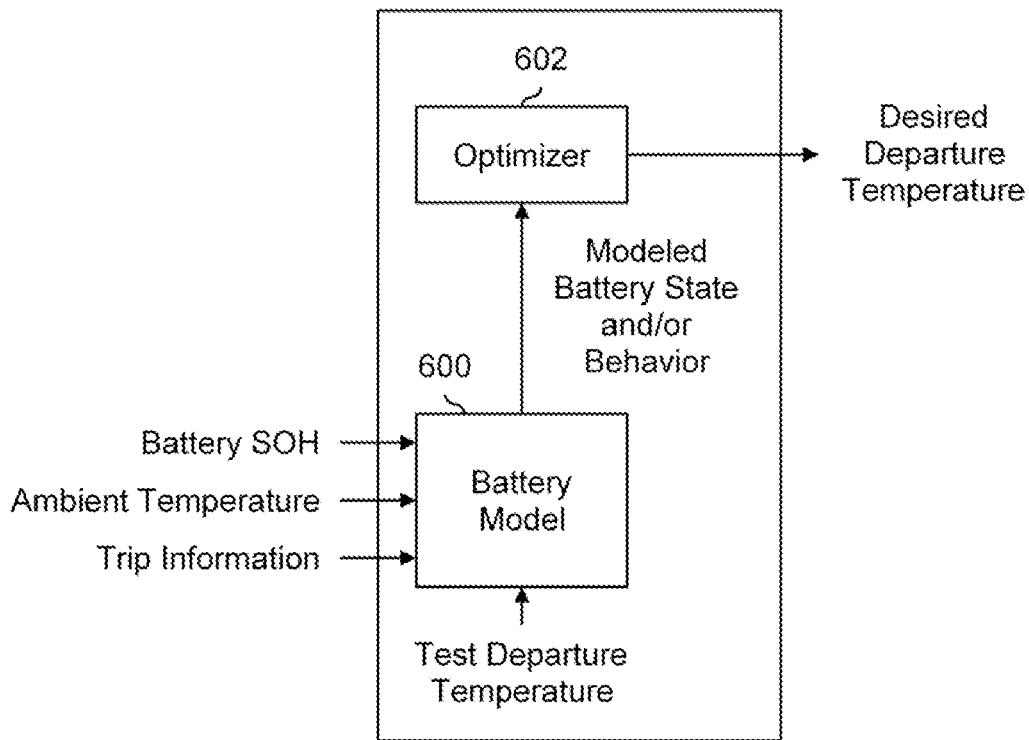 602
Optimizer
Desired
Departure
Temperature
Modeled
Battery State
and/or
Behavior
600
Battery SOH
Ambient Temperature
Trip Information
Battery
Model
Test Departure
Temperature